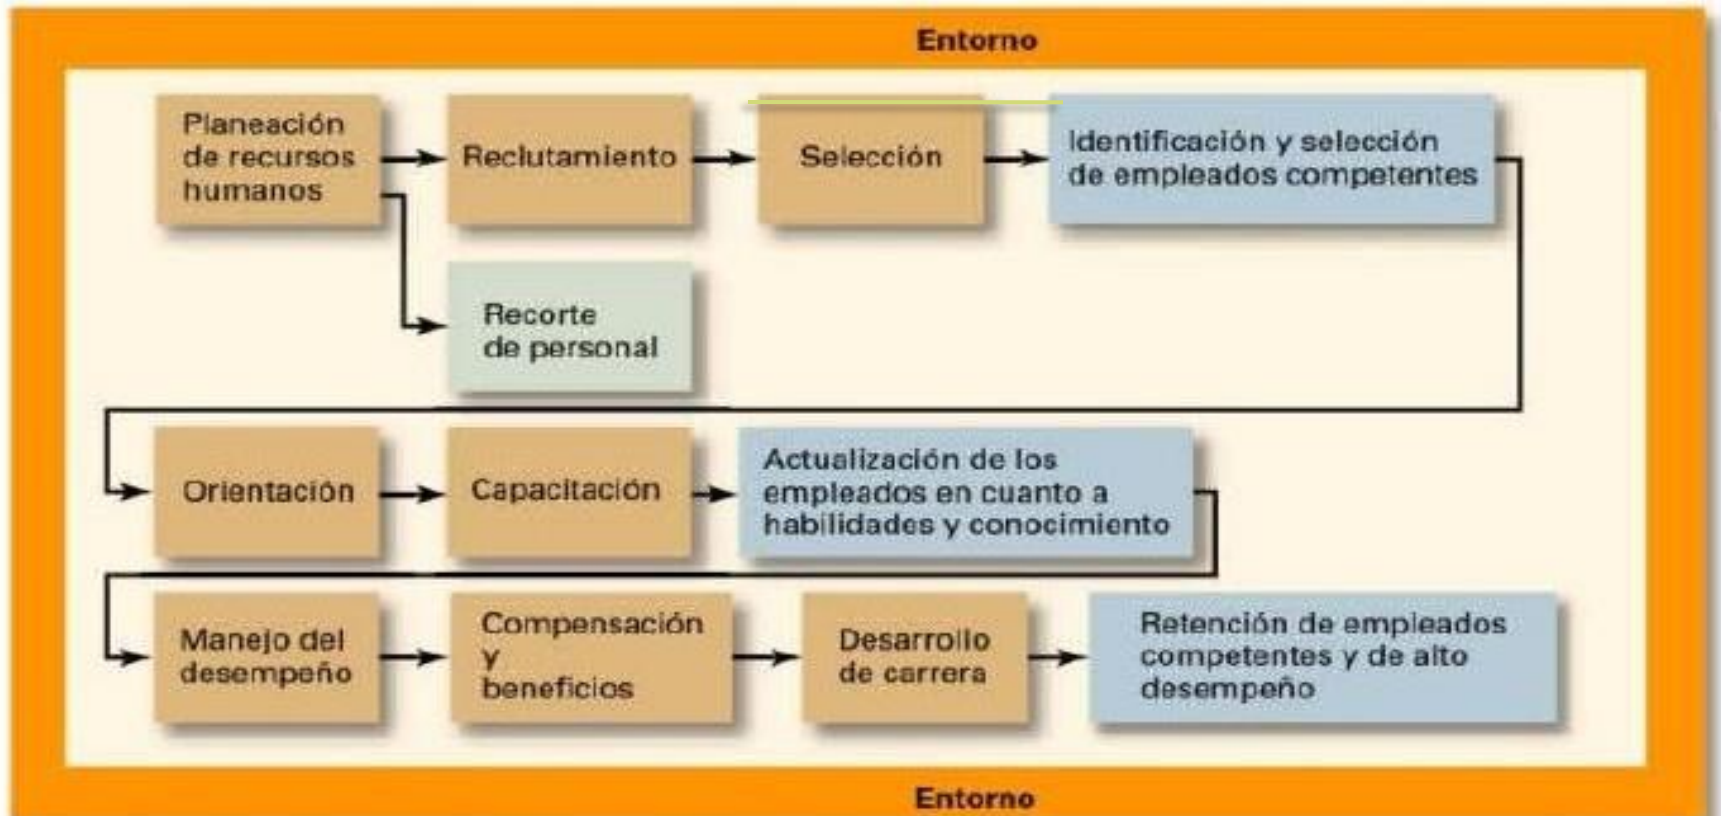 Entorno
Planeación
de recursos
humanos
Reclutamiento
Selección
Identificación y selección
de empleados competentes
Recorte
de personal
Orientación
Capacitación
Actualización de los
empleados en cuanto a
habilidades y conocimiento
Manejo del
desempeño
Compensación
y
beneficios
Desarrollo
de carrera
Retención de empleados
competentes y de alto
desempeño
Entorno